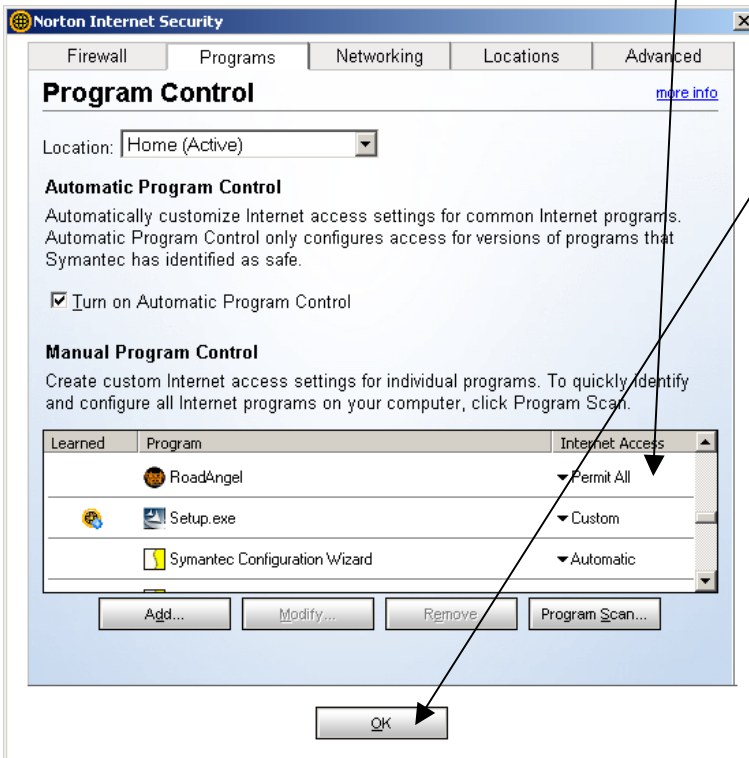 Norton Internet Security
Firewall Programs Networking Locations Advanced
Program Control more info
Location: Home (Active)
Automatic Program Control
Automatically customize Internet access settings for common Internet programs.
Automatic Program Control only configures access for versions of programs that
Symantec has identified as safe.
Turn on Automatic Program Control
Manual Program Control
Create custom Internet access settings for individual programs. To quickly identify
and configure all Internet programs on your computer, click Program Scan.
Learned Program Internet Access
RoadAngel Permit All
Setup.exe Custom
Symantec Configuration Wizard Automatic
Add... Modify... Remove Program Scan...
OK